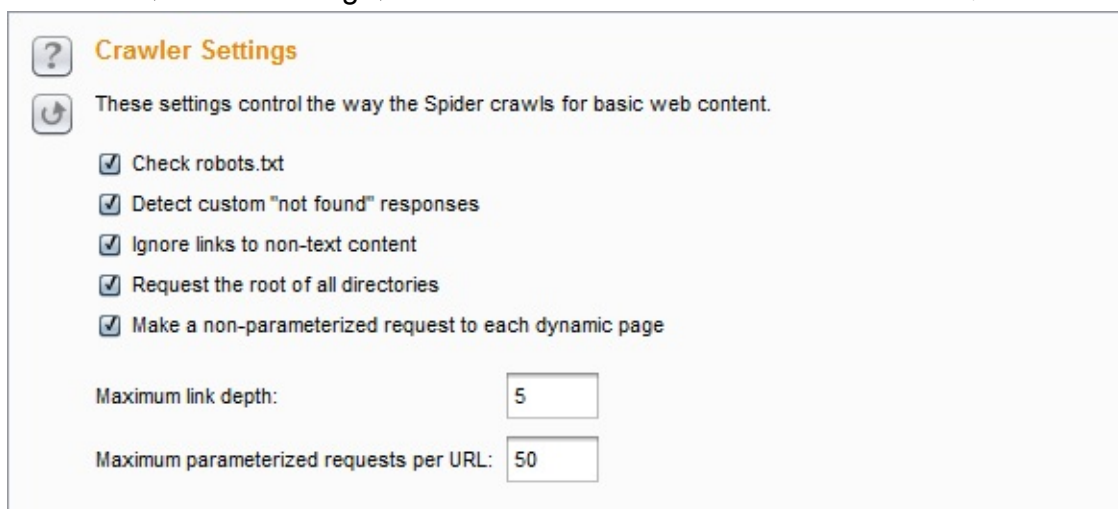 ?
Crawler Settings
These settings control the way the Spider crawls for basic web content.
Check robots.txt
Detect custom "not found" responses
Ignore links to non-text content
Request the root of all directories
Make a non-parameterized request to each dynamic page
Maximum link depth: 5
Maximum parameterized requests per URL: 50